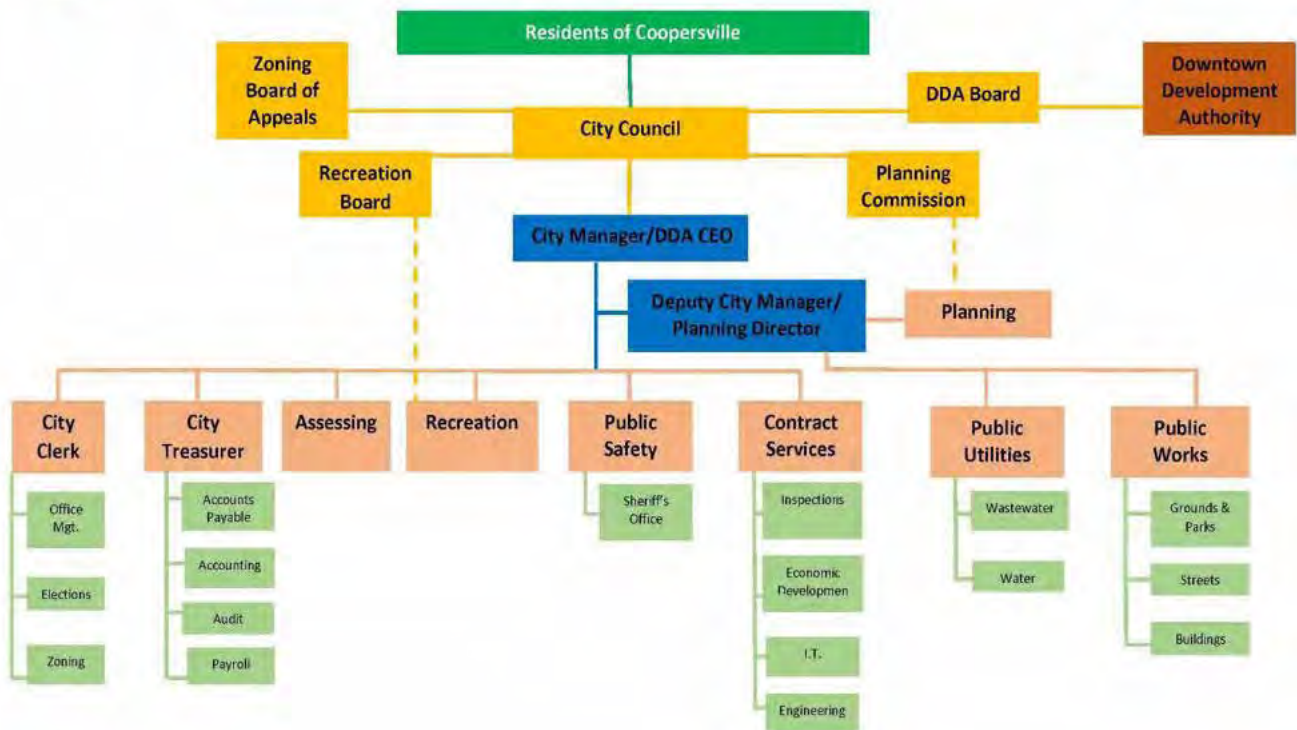 Residents of Coopersville
Zoning
Board of
Appeals
DDA Board
Downtown
Development
Authority
City Council
Recreation
Board
Planning
Commission
City Manager/DDA CEO
Deputy City Manager/
Planning Director
Planning
City
Clerk
City
Treasurer
Assessing
Recreation
Public
Safety
Contract
Services
Public
Utilities
Public
Works
Office
Mgt.
Elections
Zoning
Accounts
Payable
Accounting
Audit
Payroll
Sheriff's
Office
Inspections
Economic
Developmen
I.T.
Engineering
Wastewater
Water
Grounds &
Parks
Streets
Buildings